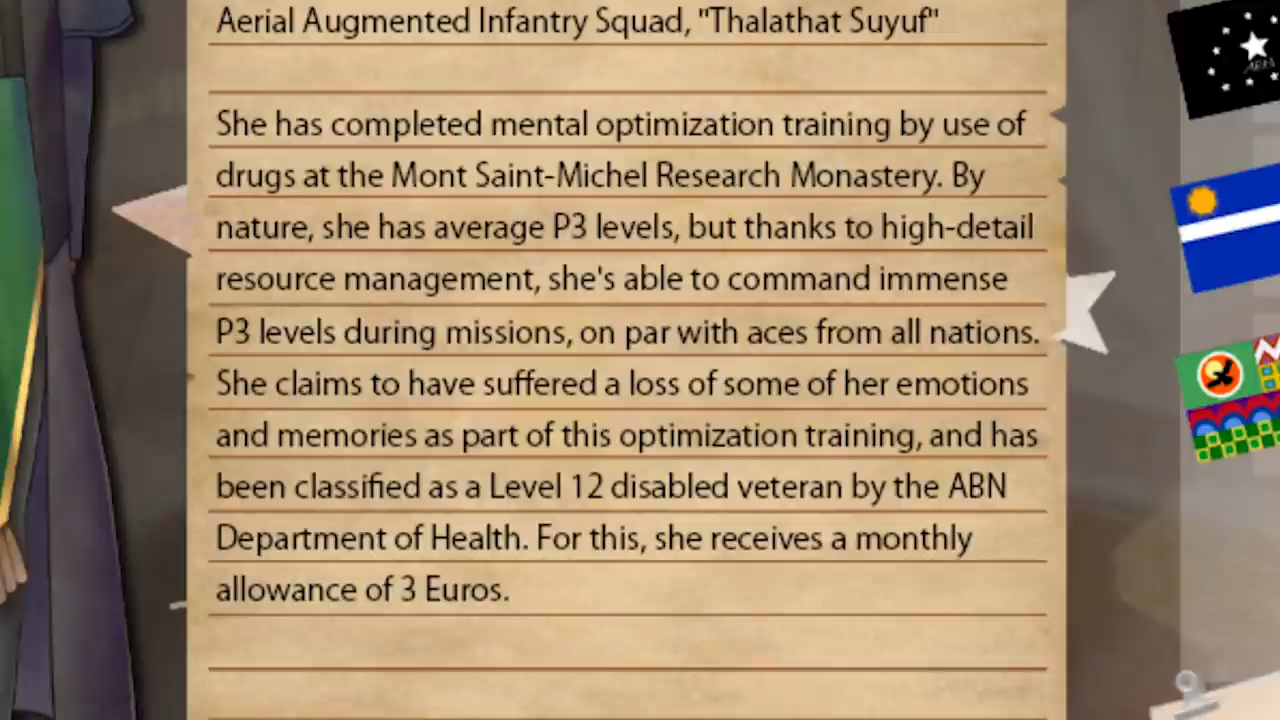 Aerial Augmented Infantry Squad, "Thalathat Suyuf"
She has completed mental optimization training by use of
drugs at the Mont Saint-Michel Research Monastery. By
nature, she has average P3 levels, but thanks to high-detail
resource management, she's able to command immense
P3 levels during missions, on par with aces from all nations.
She claims to have suffered a loss of some of her emotions
and memories as part of this optimization training, and has
been classified as a Level 12 disabled veteran by the ABN
Department of Health. For this, she receives a monthly
allowance of 3 Euros.